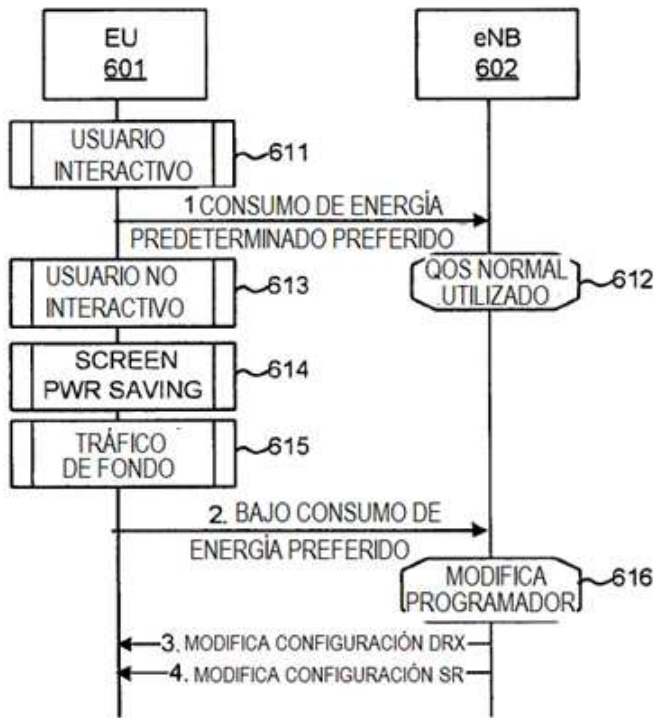 EU
601
eNB
602
USUARIO
INTERACTIVO
611
1 CONSUMO DE ENERGÍA
PREDETERMINADO PREFERIDO
USUARIO NO
INTERACTIVO
613
QOS NORMAL
UTILIZADO
612
SCREEN
PWR SAVING
614
TRÁFICO
DE FONDO
615
2. BAJO CONSUMO DE
ENERGÍA PREFERIDO
MODIFICA
PROGRAMADOR
616
3. MODIFICA CONFIGURACIÓN DRX
4. MODIFICA CONFIGURACIÓN SR